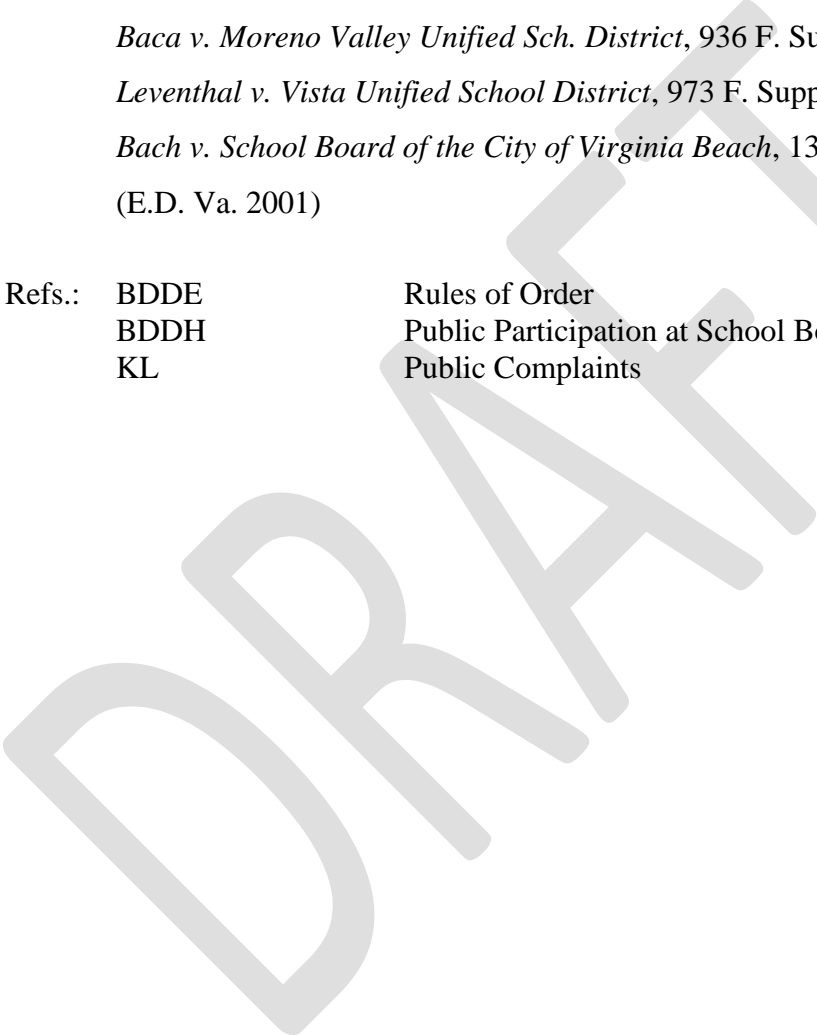 Baca v. Moreno Valley Unified Sch. District, 936 F. Su
Leventhal v. Vista Unified School District, 973 F. Supp
Bach v. School Board of the City of Virginia Beach, 13
(E.D. Va. 2001)
Refs.: BDDE Rules of Order
BDDH Public Participation at School Bo
KL Public Complaints
DRAFT